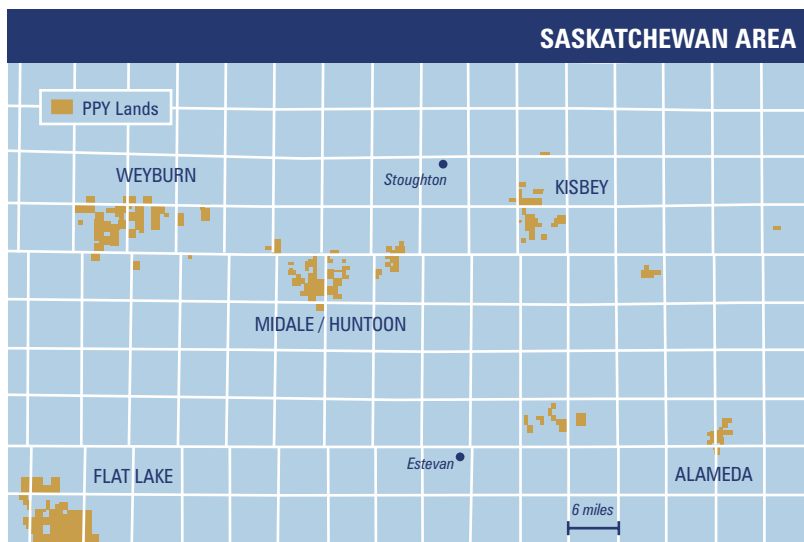 SASKATCHEWAN AREA
PPY Lands
WEYBURN
Stoughton
KISBEY
MIDALE / HUNTOON
Estevan
FLAT LAKE
ALAMEDA
6 miles